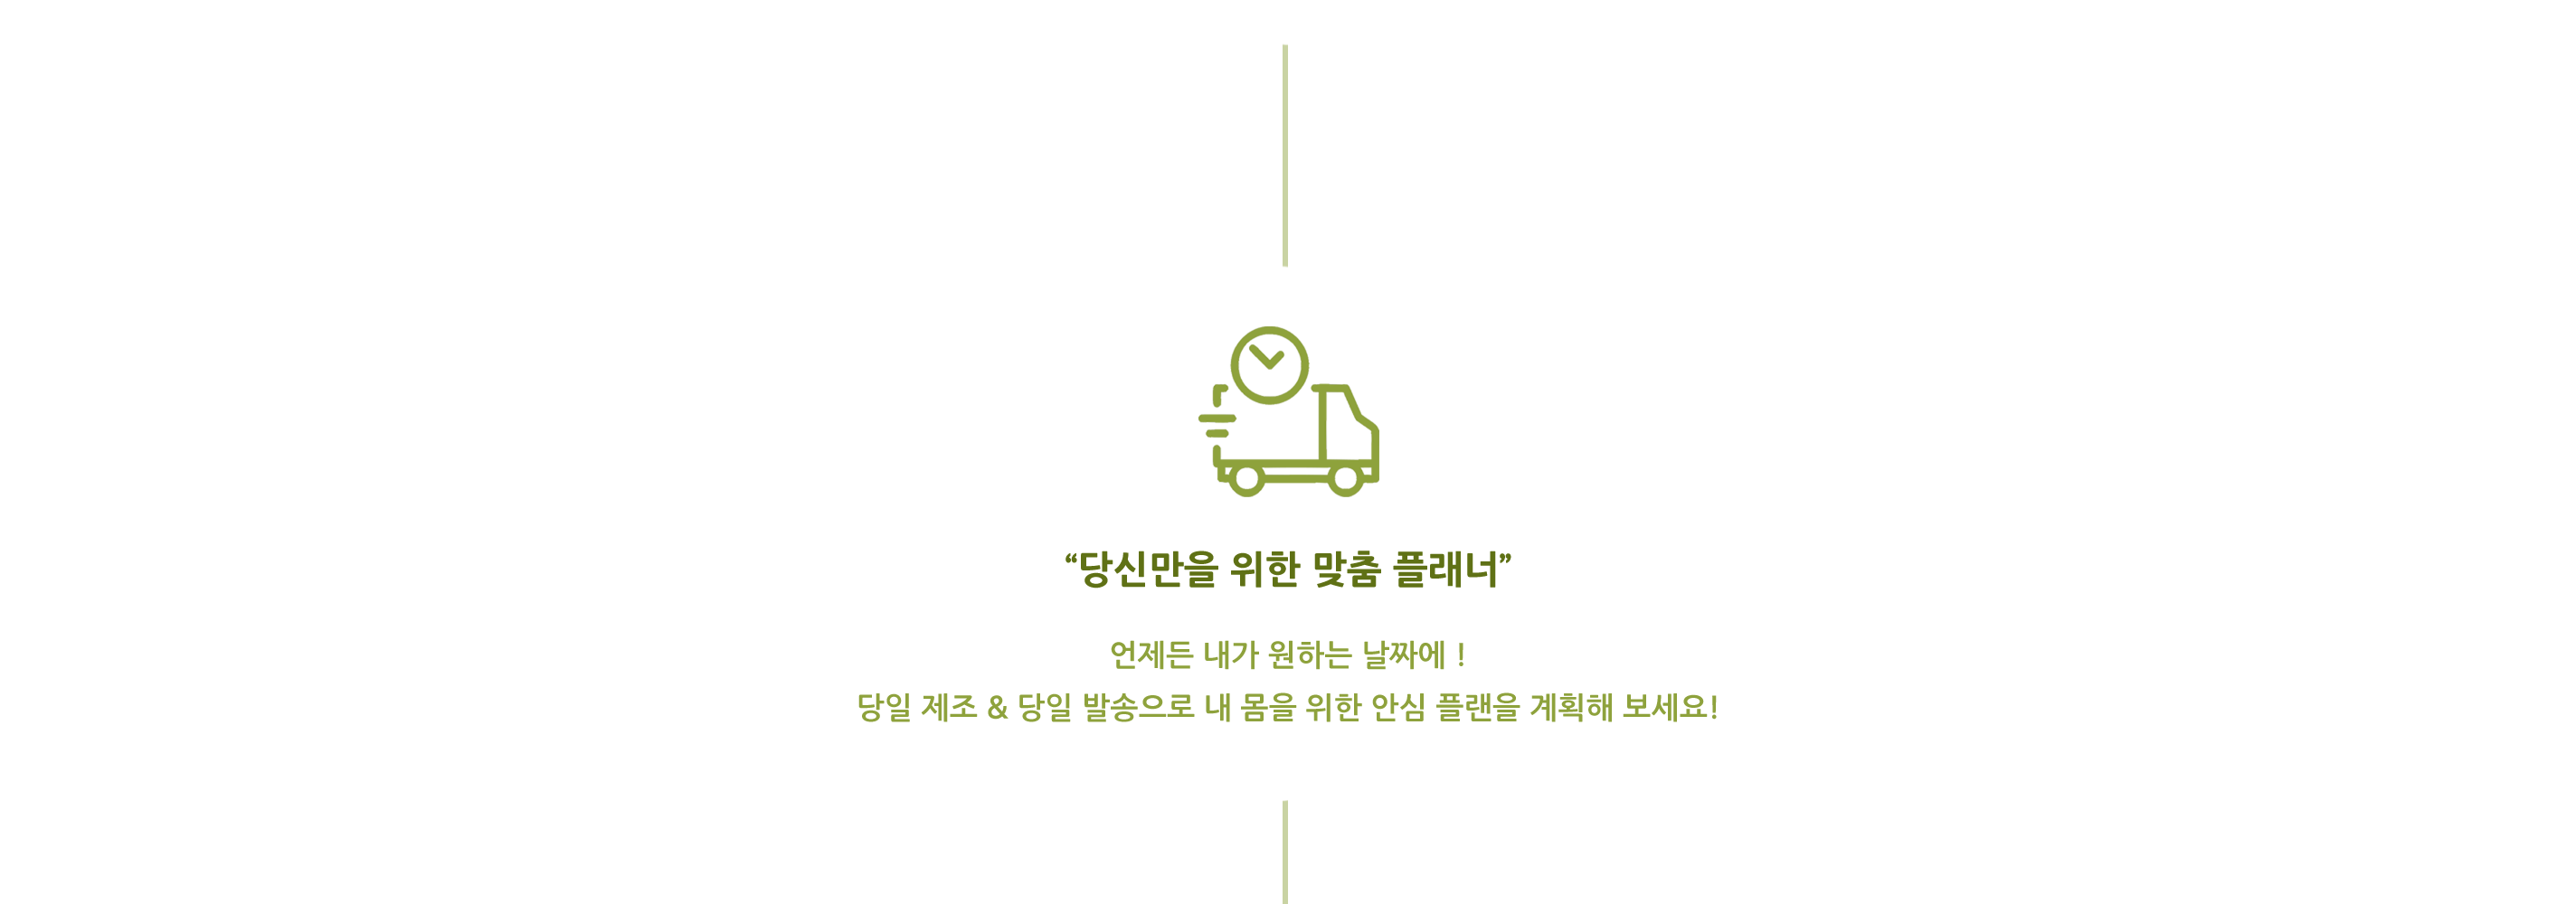 “당신만을 위한 맞춤 플래너”
언제든 내가 원하는 날짜에 !
당일 제조 & 당일 발송으로 내 몸을 위한 안심 플랜을 계획해 보세요!